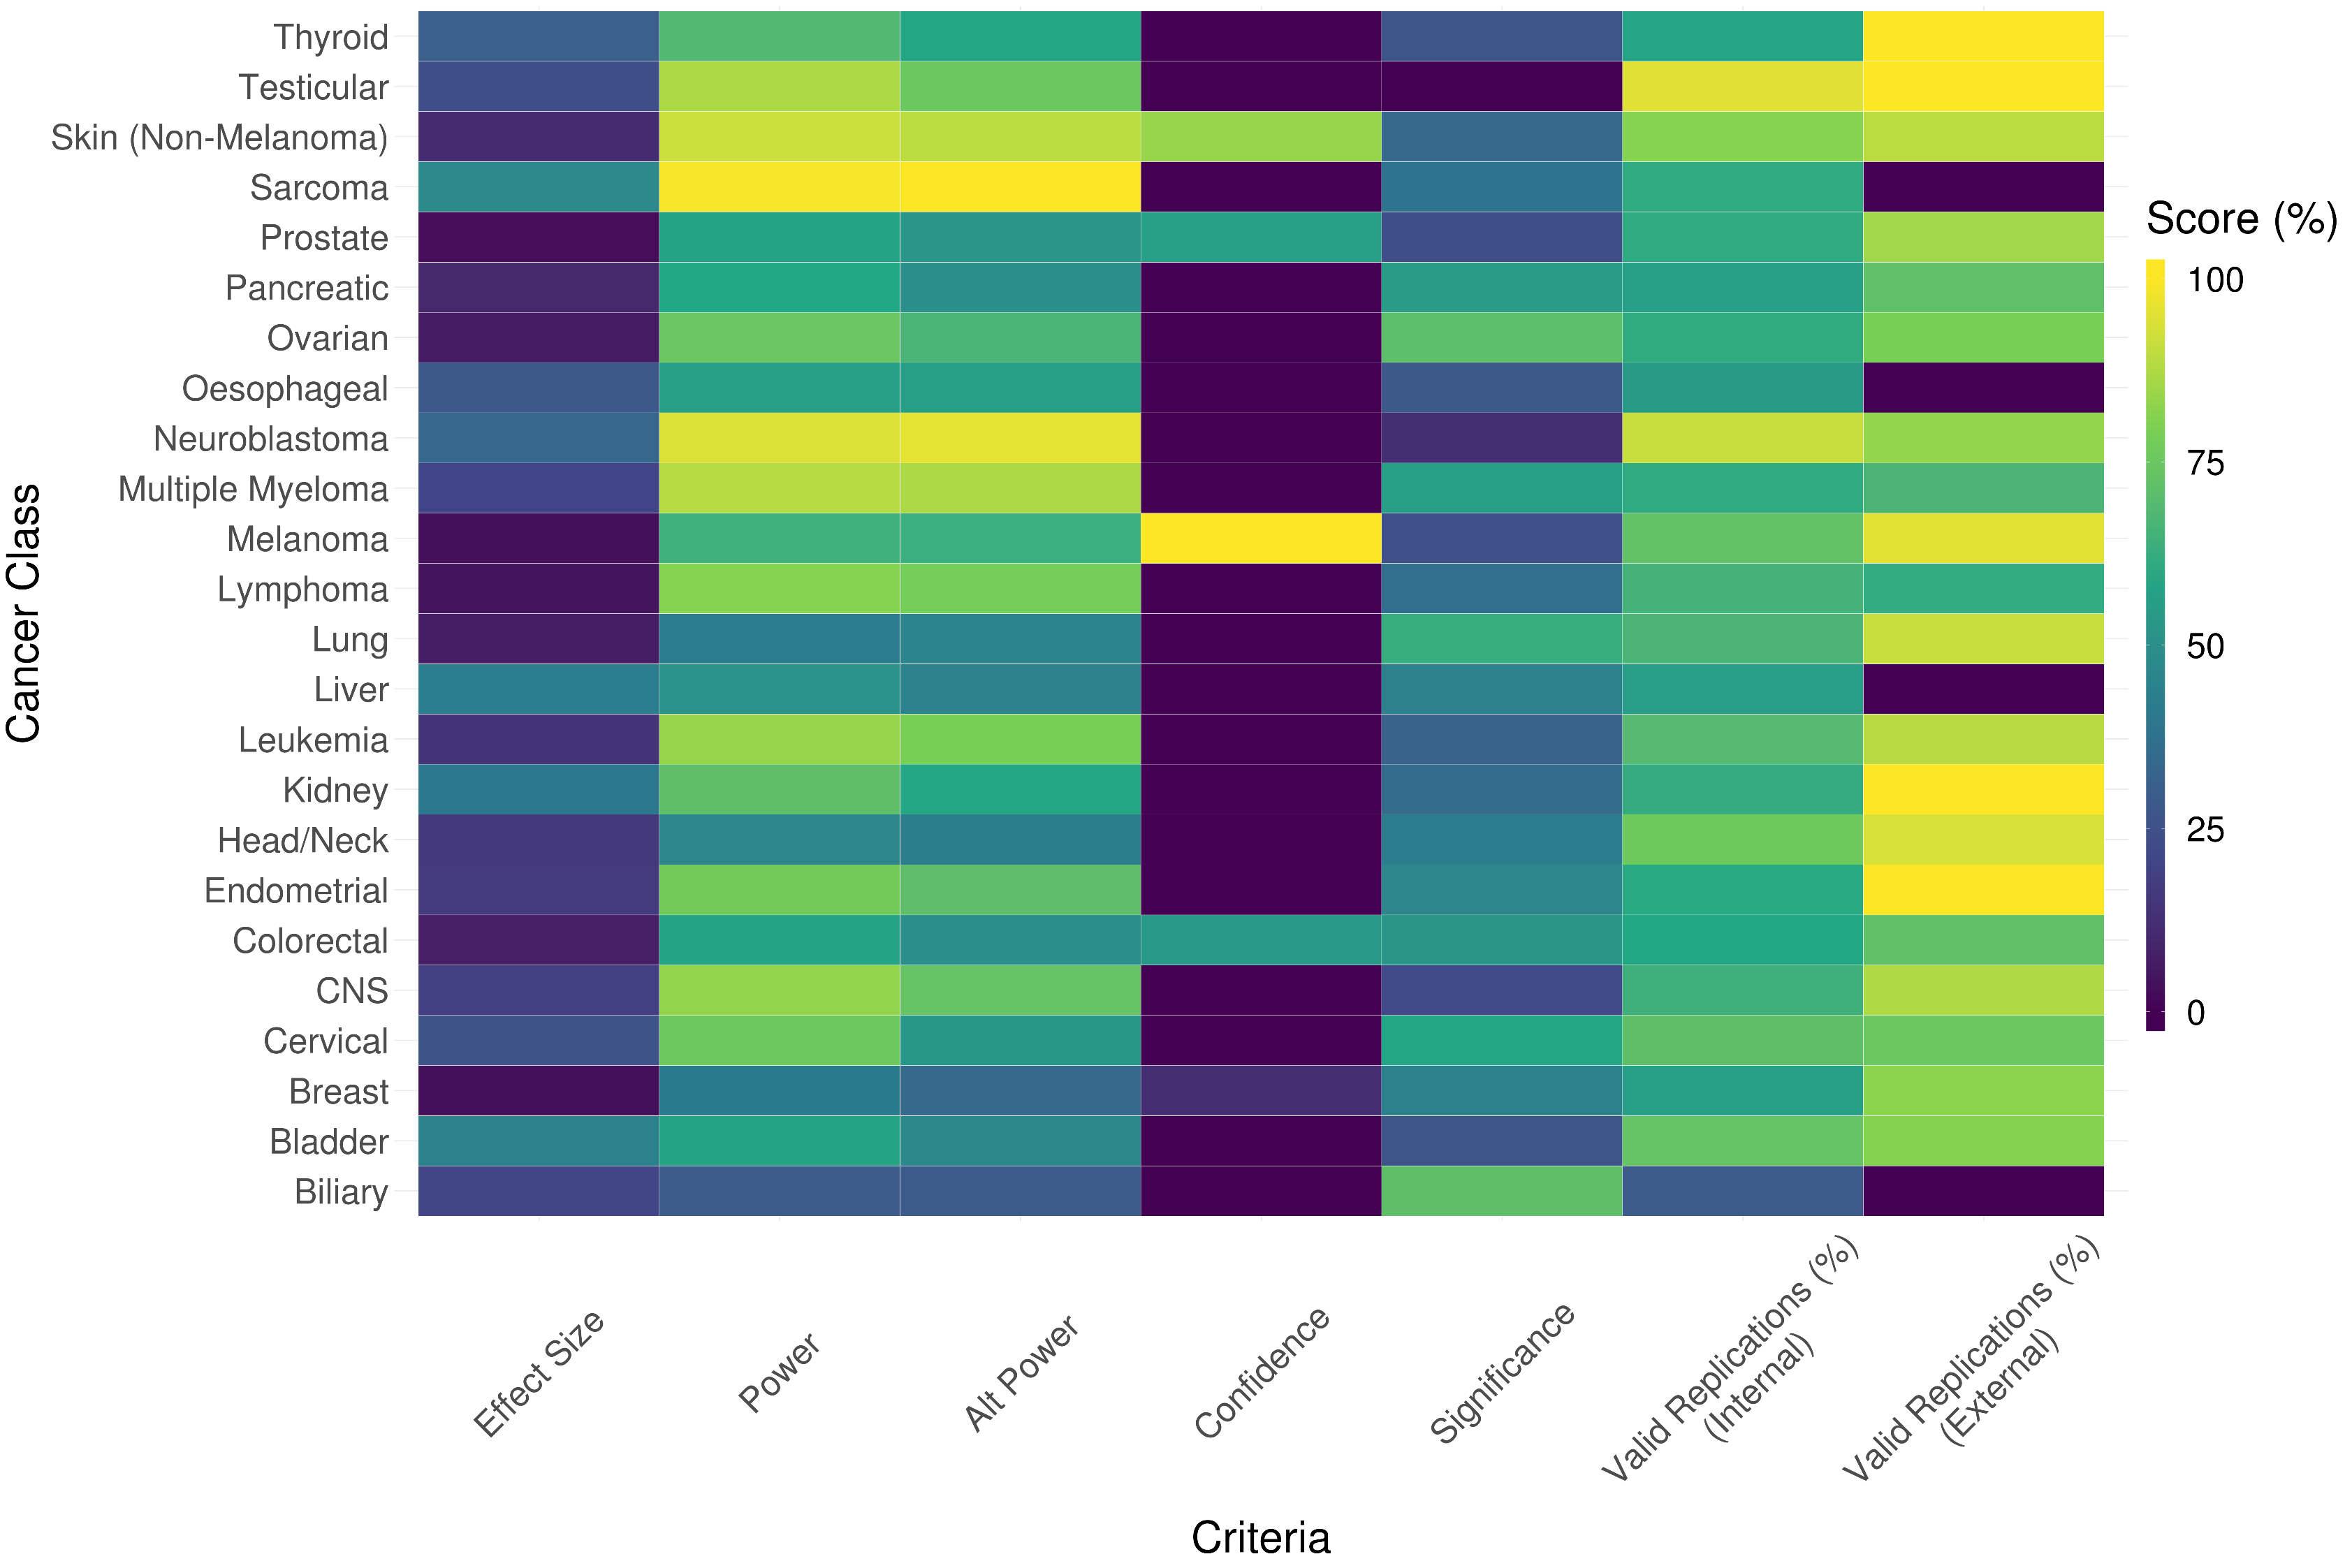 Thyroid
Testicular
Skin (Non-Melanoma)
Sarcoma
Prostate
Pancreatic
Ovarian
Oesophageal
Neuroblastoma
Multiple Myeloma
Melanoma
Lymphoma
Lung
Liver
Leukemia
Kidney
Head/Neck
Endometrial
Colorectal
CNS
Cervical
Breast
Bladder
Biliary
Cancer Class
Effect Size
Power
Alt Power
Confidence
Significance
Valid Replications (%)
(Internal)
Valid Replications (%)
(External)
Criteria
Score (%)
100
75
50
25
0